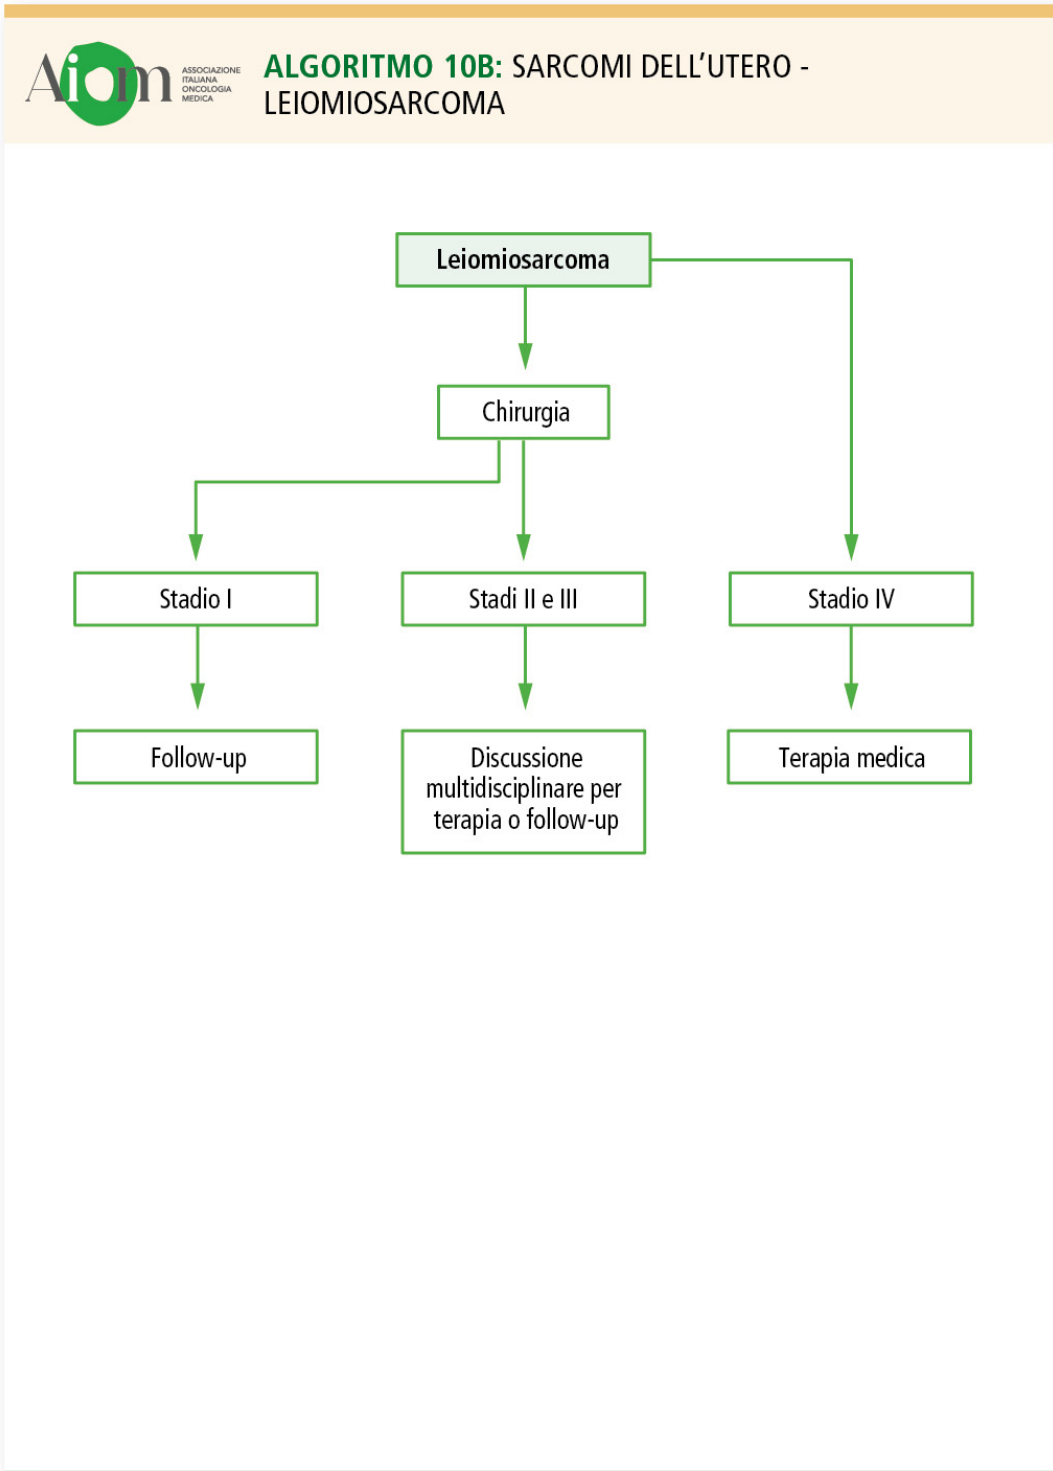 Aiom
ASSOCIAZIONE
ITALIANA
ONCOLOGIA
MEDICA
ALGORITMO 10B: SARCOMI DELL'UTERO -
LEIOMIOSARCOMA
Leiomiosarcoma
Chirurgia
Stadio I
Stadi II e III
Stadio IV
Follow-up
Discussione
multidisciplinare per
terapia o follow-up
Terapia medica